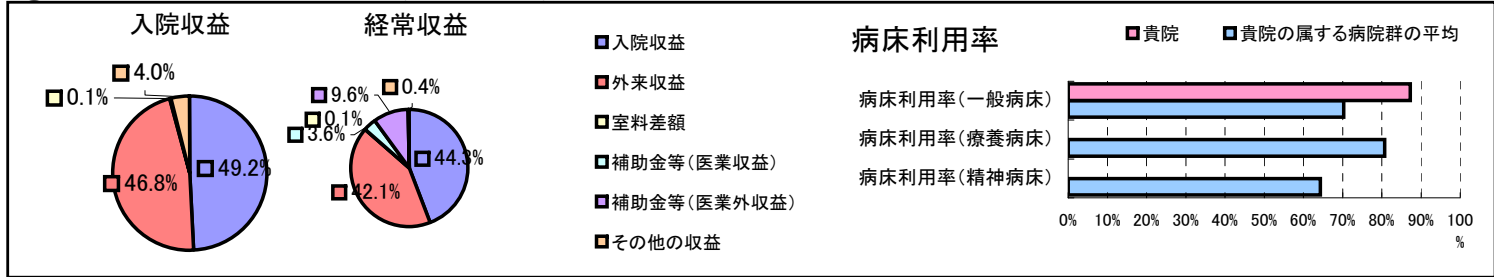 入院収益
4.0%
0.1%
46.8%
49.2%
経常収益
0.4%
9.6%
0.1%
3.6%
44.3%
42.1%
入院収益
外来収益
室料差額
補助金等(医業収益)
補助金等(医業外収益)
その他の収益
病床利用率
貴院
貴院の属する病院群の平均
病床利用率(一般病床)
病床利用率(療養病床)
病床利用率(精神病床)
0% 10% 20% 30% 40% 50% 60% 70% 80% 90% 100
%